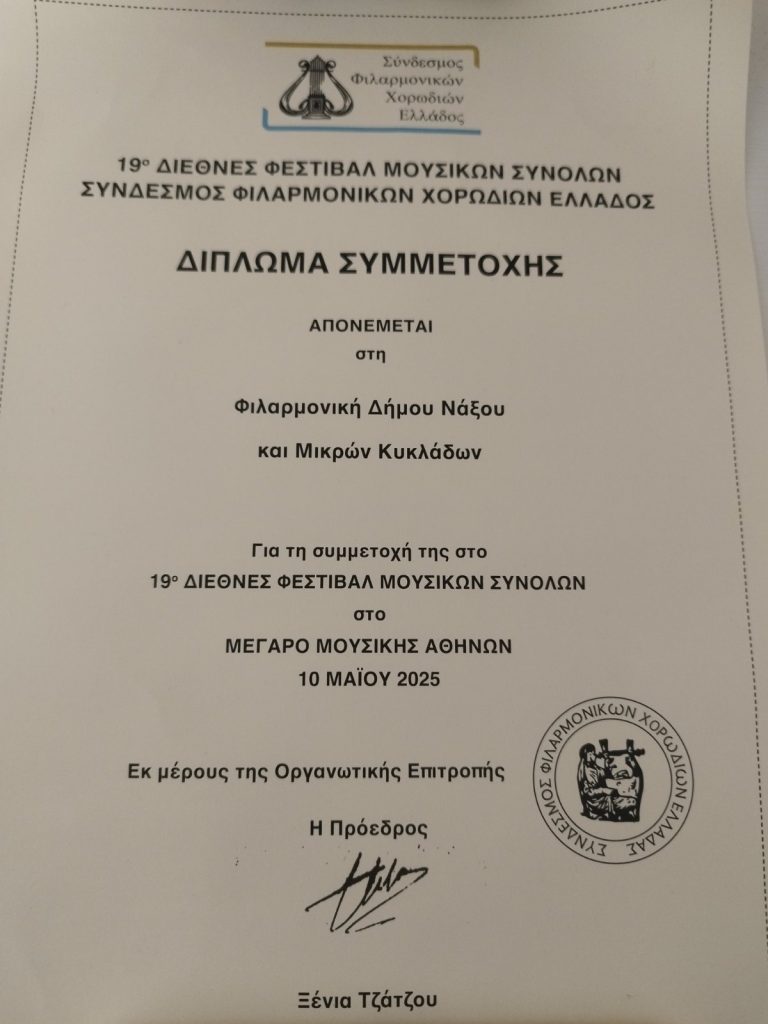 Σύνδεσμος
Φιλαρμονικών
Χορωδιών
Ελλάδος
19ο ΔΙΕΘΝΕΣ ΦΕΣΤΙΒΑΛ ΜΟΥΣΙΚΩΝ ΣΥΝΟΛΩΝ
ΣΥΝΔΕΣΜΟΣ ΦΙΛΑΡΜΟΝΙΚΩΝ ΧΟΡΩΔΙΩΝ ΕΛΛΑΔΟΣ
ΔΙΠΛΩΜΑ ΣΥΜΜΕΤΟΧΗΣ
ΑΠΟΝΕΜΕΤΑΙ
στη
Φιλαρμονική Δήμου Νάξου
και Μικρών Κυκλάδων
Για τη συμμετοχή της στο
19ο ΔΙΕΘΝΕΣ ΦΕΣΤΙΒΑΛ ΜΟΥΣΙΚΩΝ ΣΥΝΟΛΩΝ
στο
ΜΕΓΑΡΟ ΜΟΥΣΙΚΗΣ ΑΘΗΝΩΝ
10 ΜΑΪΟΥ 2025
Εκ μέρους της Οργανωτικής Επιτροπής
ΣΥΝΔΕΣΜΟΣ ΦΙΛΑΡΜΟΝΙΚΩΝ ΧΟΡΩΔΙΩΝ ΕΛΛΑΔΑΣ
Η Πρόεδρος
Ξένια Τζάτζου